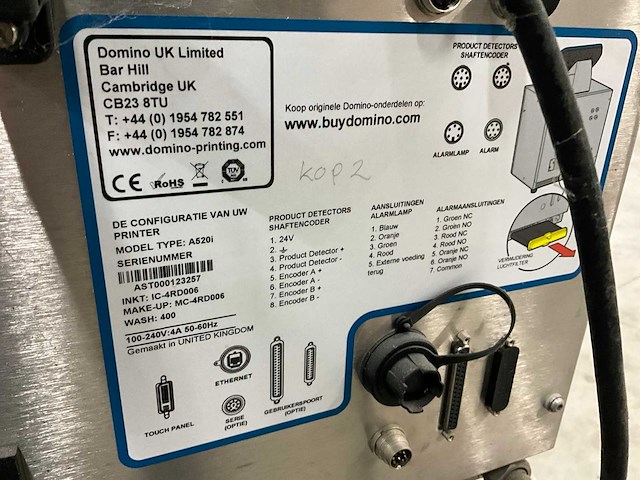 Domino UK Limited
Bar Hill
Cambridge UK
CB23 8TU
T: +44 (0) 1954 782 551
F: +44 (0) 1954 782 874
www.domino-printing.com
CE RoHS TUV
Koop originele Domino-onderdelen op:
www.buydomino.com
KOP 2
PRODUCT DETECTORS
SHAFTENCODER
ALARMLAMP ALARM
VERWIJDERING
LUCHTFILTER
DE CONFIGURATIE VAN UW
PRINTER
MODEL TYPE: A520i
SERIENUMMER
AST000123257
INKT: IC-4RD006
MAKE-UP: MC-4RD006
WASH: 400
100-240V:4A 50-60Hz
Gemaakt in UNITED KINGDOM
PRODUCT DETECTORS
SHAFTENCODER
1. 24V
2. ⏚
3. Product Detector +
4. Product Detector -
5. Encoder A +
6. Encoder A -
7. Encoder B +
8. Encoder B -
AANSLUITINGEN
ALARMLAMP
1. Blauw
2. Oranje
3. Groen
4. Rood
5. Externe voeding
terug
ALARMAANSLUITINGEN
1. Groen NC
2. Groen NO
3. Rood NC
4. Rood NO
5. Oranje NC
6. Oranje NO
7. Common
TOUCH PANEL
ETHERNET
SERIE
(OPTIE)
GEBRUIKERSPOORT
(OPTIE)